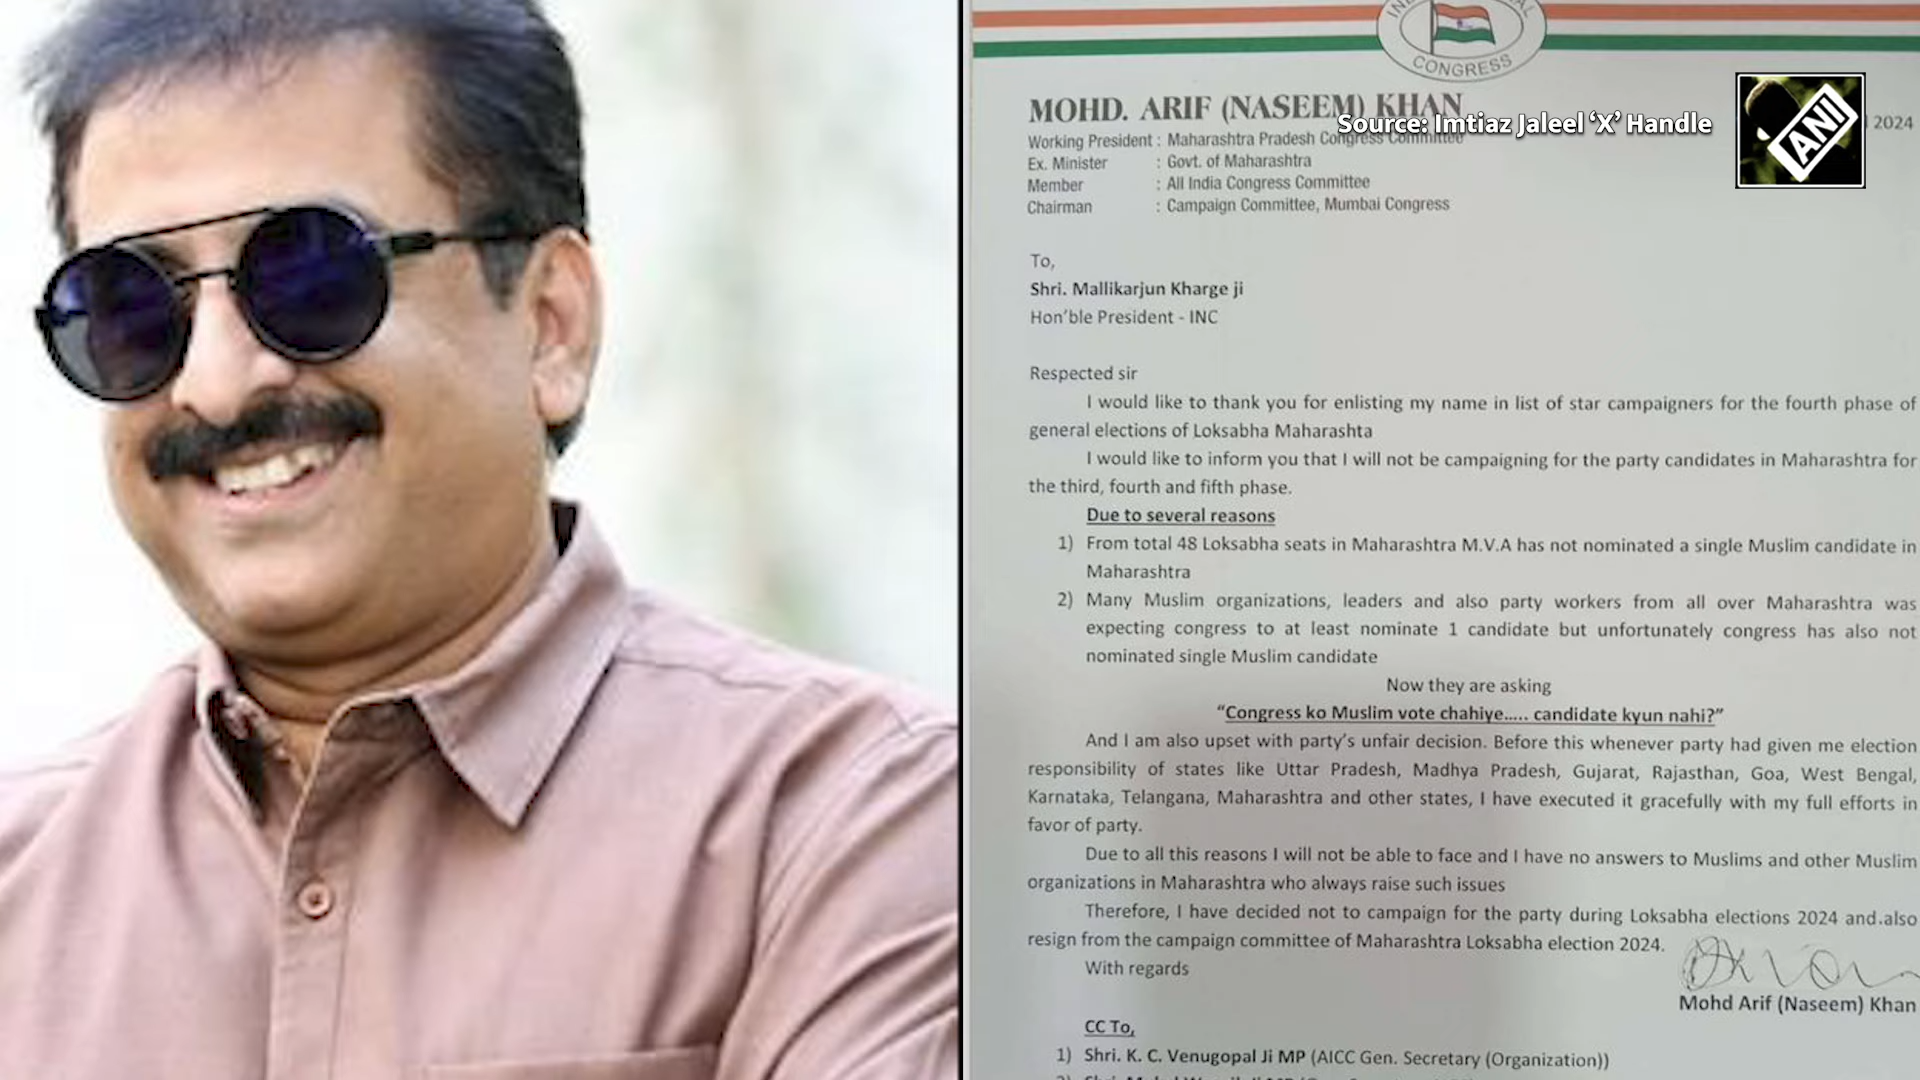 CONGRESS
MOHD. ARIF (NASEEM) KHAN
Source: Imtiaz Jaleel ‘X’ Handle
ANI
2024
Working President : Maharashtra Pradesh Congress Committee
Ex. Minister : Govt. of Maharashtra
Member : All India Congress Committee
Chairman : Campaign Committee, Mumbai Congress
To,
Shri. Mallikarjun Kharge ji
Hon’ble President - INC
Respected sir
I would like to thank you for enlisting my name in list of star campaigners for the fourth phase of
general elections of Loksabha Maharashta
I would like to inform you that I will not be campaigning for the party candidates in Maharashtra for
the third, fourth and fifth phase.
Due to several reasons
1) From total 48 Loksabha seats in Maharashtra M.V.A has not nominated a single Muslim candidate in
Maharashtra
2) Many Muslim organizations, leaders and also party workers from all over Maharashtra was
expecting congress to at least nominate 1 candidate but unfortunately congress has also not
nominated single Muslim candidate
Now they are asking
“Congress ko Muslim vote chahiye..... candidate kyun nahi?”
And I am also upset with party’s unfair decision. Before this whenever party had given me election
responsibility of states like Uttar Pradesh, Madhya Pradesh, Gujarat, Rajasthan, Goa, West Bengal,
Karnataka, Telangana, Maharashtra and other states, I have executed it gracefully with my full efforts in
favor of party.
Due to all this reasons I will not be able to face and I have no answers to Muslims and other Muslim
organizations in Maharashtra who always raise such issues
Therefore, I have decided not to campaign for the party during Loksabha elections 2024 and also
resign from the campaign committee of Maharashtra Loksabha election 2024.
With regards
Mohd Arif (Naseem) Khan
CC To,
1) Shri. K. C. Venugopal Ji MP (AICC Gen. Secretary (Organization))